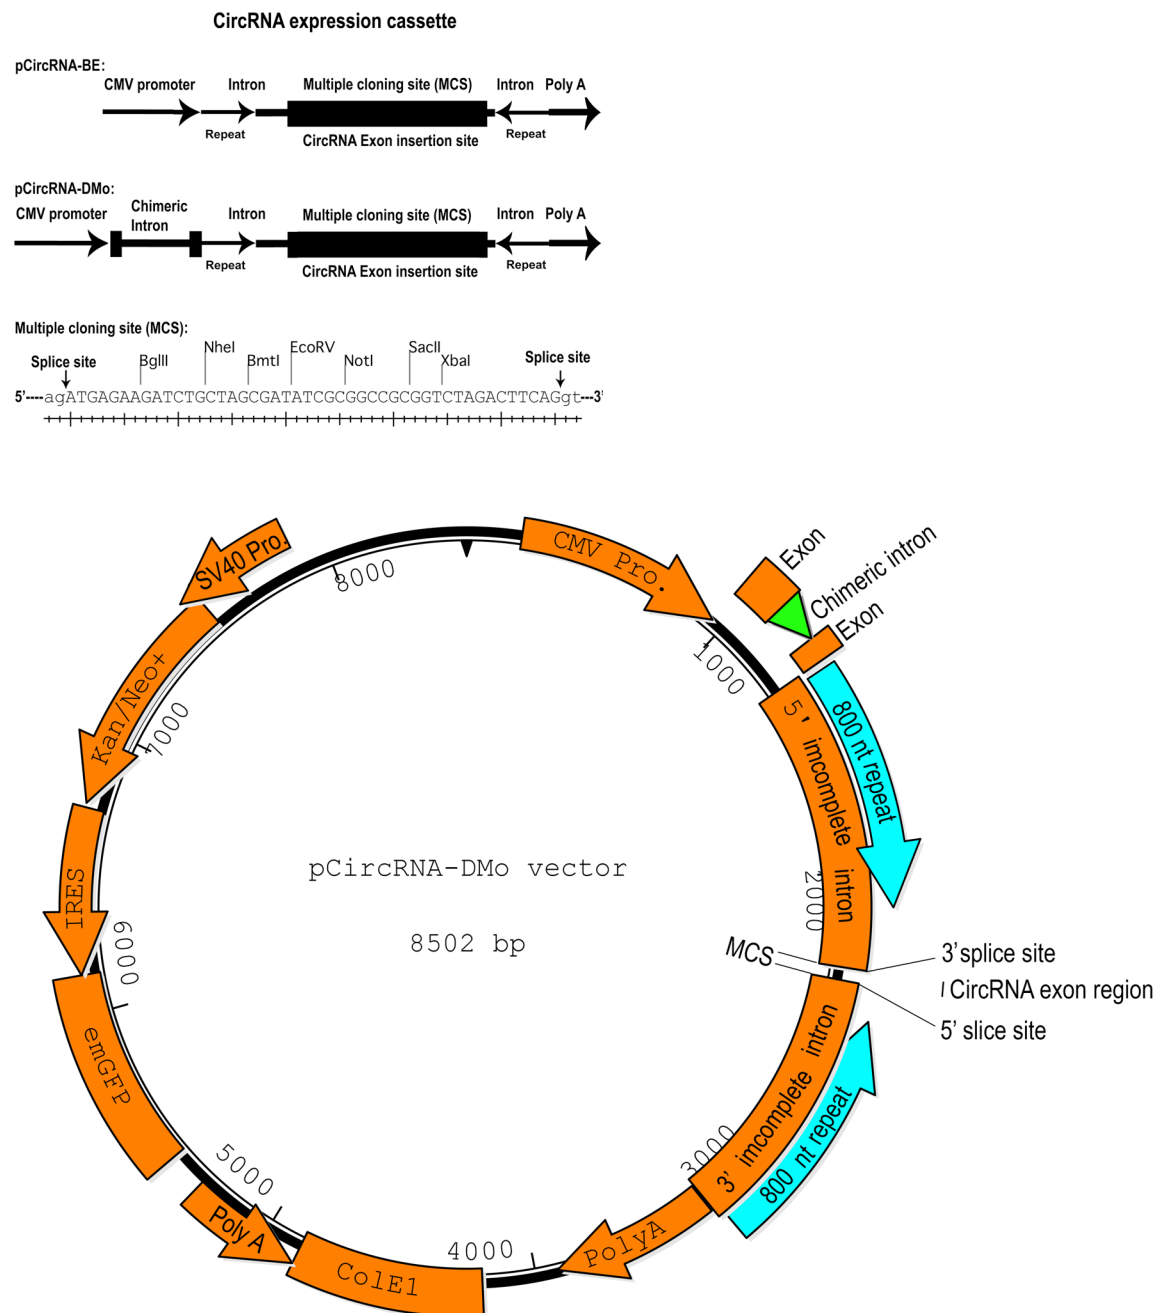 CircRNA expression cassette
pCircRNA-BE:
CMV promoter Intron Multiple cloning site (MCS) Intron Poly A
Repeat CircRNA Exon insertion site Repeat
pCircRNA-DMo:
CMV promoter Chimeric Intron Intron Multiple cloning site (MCS) Intron Poly A
Repeat CircRNA Exon insertion site Repeat
Multiple cloning site (MCS):
NheI EcoRV SacII
Splice site BglII BmtI NotI XbaI Splice site
5'----agATGAGAAGATCTGCTAGCGATATCGCGGCCGCGGTCTAGACTTCAGgt---3'
SV40 Pro.
8000
CMV Pro.
Exon
Chimeric intron
Exon
1000
Kan/Neo+
7000
5' imcomplete intron
800 nt repeat
pCircRNA-DMo vector
8502 bp
IRES
2000
6000
MCS
3' splice site
CircRNA exon region
5' slice site
emGFP
3' imcomplete intron
800 nt repeat
3000
5000
Poly A
PolyA
4000
ColE1